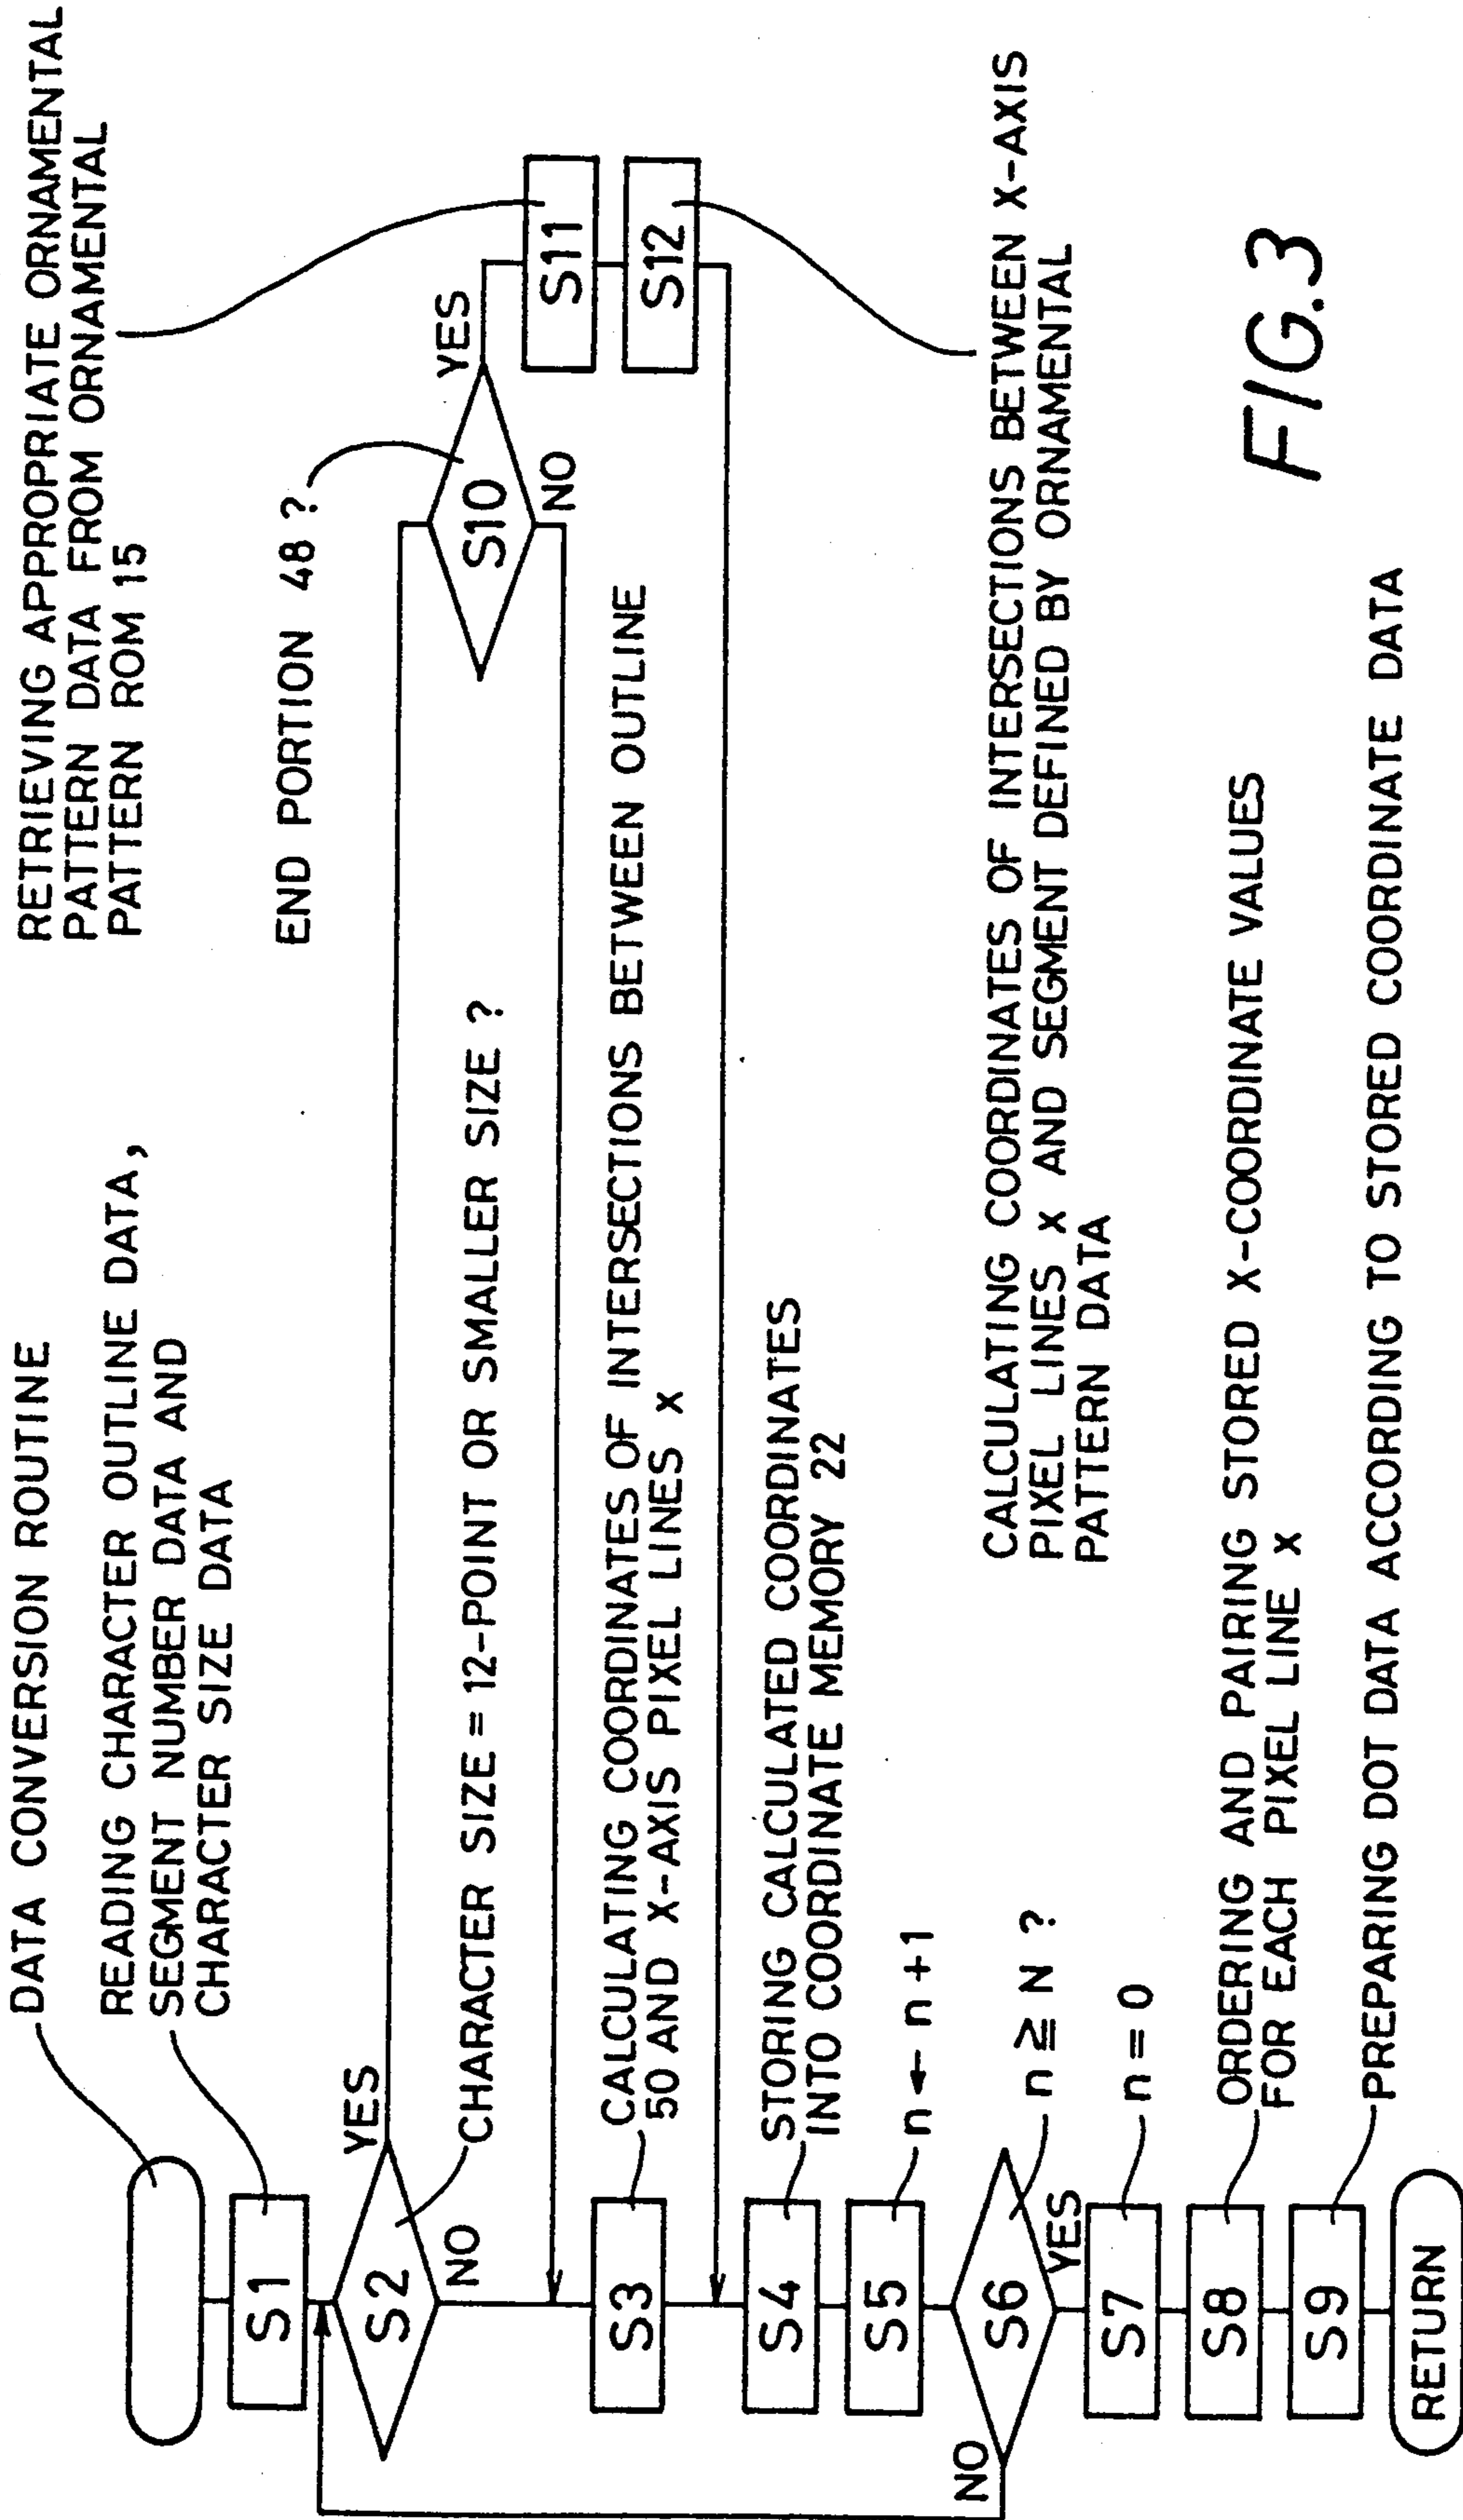 DATA CONVERSION ROUTINE
READING CHARACTER OUTLINE DATA,
SEGMENT NUMBER DATA AND
CHARACTER SIZE DATA
S1
S2
YES
NO
CHARACTER SIZE = 12-POINT OR SMALLER SIZE ?
RETRIEVING APPROPRIATE ORNAMENTAL
PATTERN DATA FROM ORNAMENTAL
PATTERN ROM 15
END PORTION 48 ?
S10
YES
NO
S11
S12
S3
CALCULATING COORDINATES OF INTERSECTIONS BETWEEN OUTLINE
50 AND X-AXIS PIXEL LINES x
S4
STORING CALCULATED COORDINATES
INTO COORDINATE MEMORY 22
S5
n ← n + 1
CALCULATING COORDINATES OF INTERSECTIONS BETWEEN X-AXIS
PIXEL LINES x AND SEGMENT DEFINED BY ORNAMENTAL
PATTERN DATA
S6
NO
YES
n ≧ N ?
S7
n = 0
S8
ORDERING AND PAIRING STORED X-COORDINATE VALUES
FOR EACH PIXEL LINE x
S9
PREPARING DOT DATA ACCORDING TO STORED COORDINATE DATA
RETURN
FIG.3